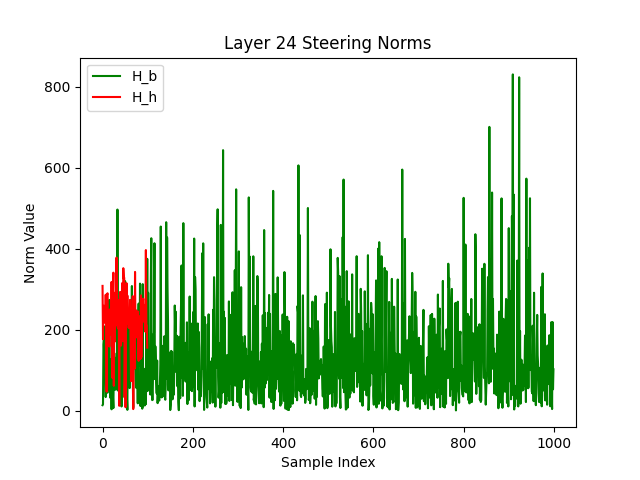 Layer 24 Steering Norms
H_b
H_h
Norm Value
800
600
400
200
0
0 200 400 600 800 1000
Sample Index